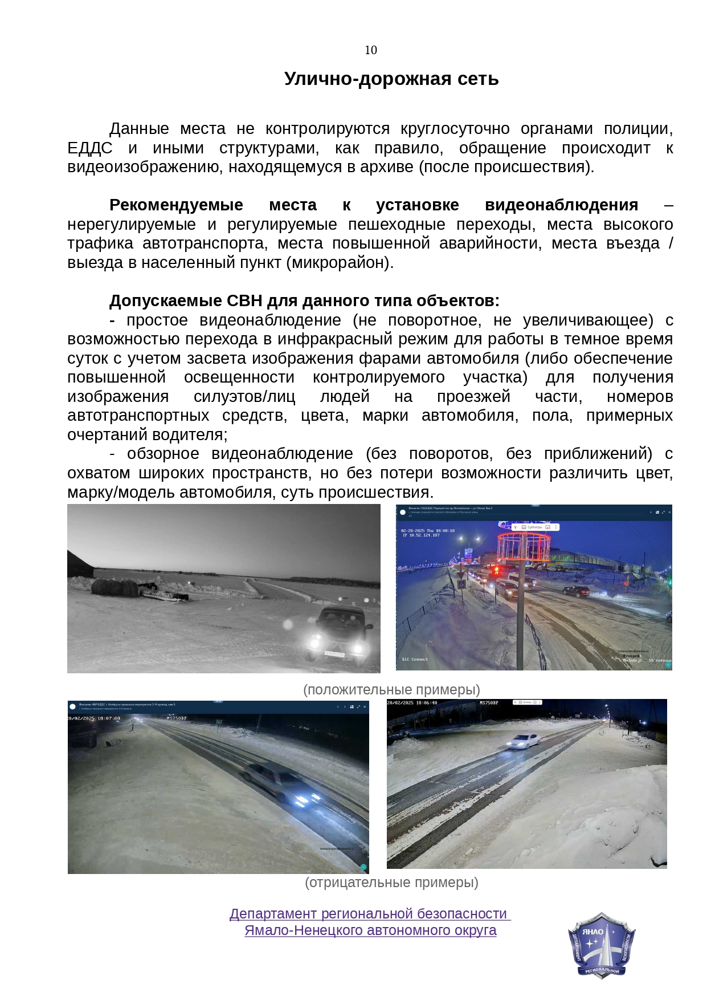 10
Улично-дорожная сеть
Данные места не контролируются круглосуточно органами полиции,
ЕДДС и иными структурами, как правило, обращение происходит к
видеоизображению, находящемуся в архиве (после происшествия).
Рекомендуемые места к установке видеонаблюдения –
нерегулируемые и регулируемые пешеходные переходы, места высокого
трафика автотранспорта, места повышенной аварийности, места въезда /
выезда в населенный пункт (микрорайон).
Допускаемые СВН для данного типа объектов:
- простое видеонаблюдение (не поворотное, не увеличивающее) с
возможностью перехода в инфракрасный режим для работы в темное время
суток с учетом засвета изображения фарами автомобиля (либо обеспечение
повышенной освещенности контролируемого участка) для получения
изображения силуэтов/лиц людей на проезжей части, номеров
автотранспортных средств, цвета, марки автомобиля, пола, примерных
очертаний водителя;
- обзорное видеонаблюдение (без поворотов, без приближений) с
охватом широких пространств, но без потери возможности различить цвет,
марку/модель автомобиля, суть происшествия.
02-20-2025 Thu 18:08:18
IP 10.52.124.187
Субтитры
LLC Connect
(положительные примеры)
20/02/2025 18:07:08 MS750BP
20/02/2025 18:06:40 MS750BP
(отрицательные примеры)
Департамент региональной безопасности
Ямало-Ненецкого автономного округа
ЯНАО
ДЕПАРТАМЕНТ
РЕГИОНАЛЬНОЙ
БЕЗОПАСНОСТИ